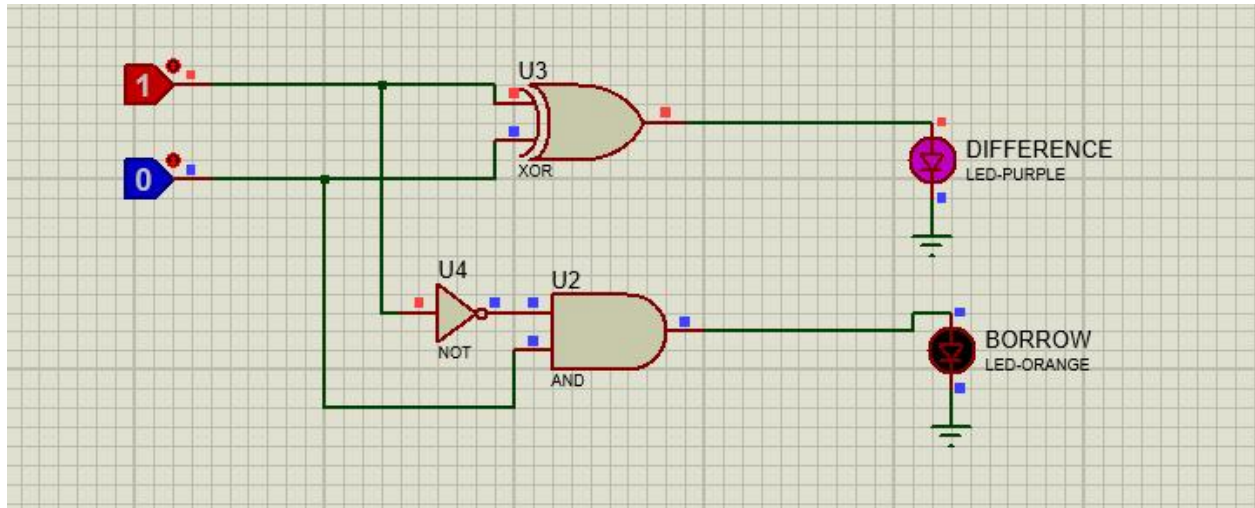 1
U3
XOR
DIFFERENCE
LED-PURPLE
0
U4
NOT
U2
AND
BORROW
LED-ORANGE